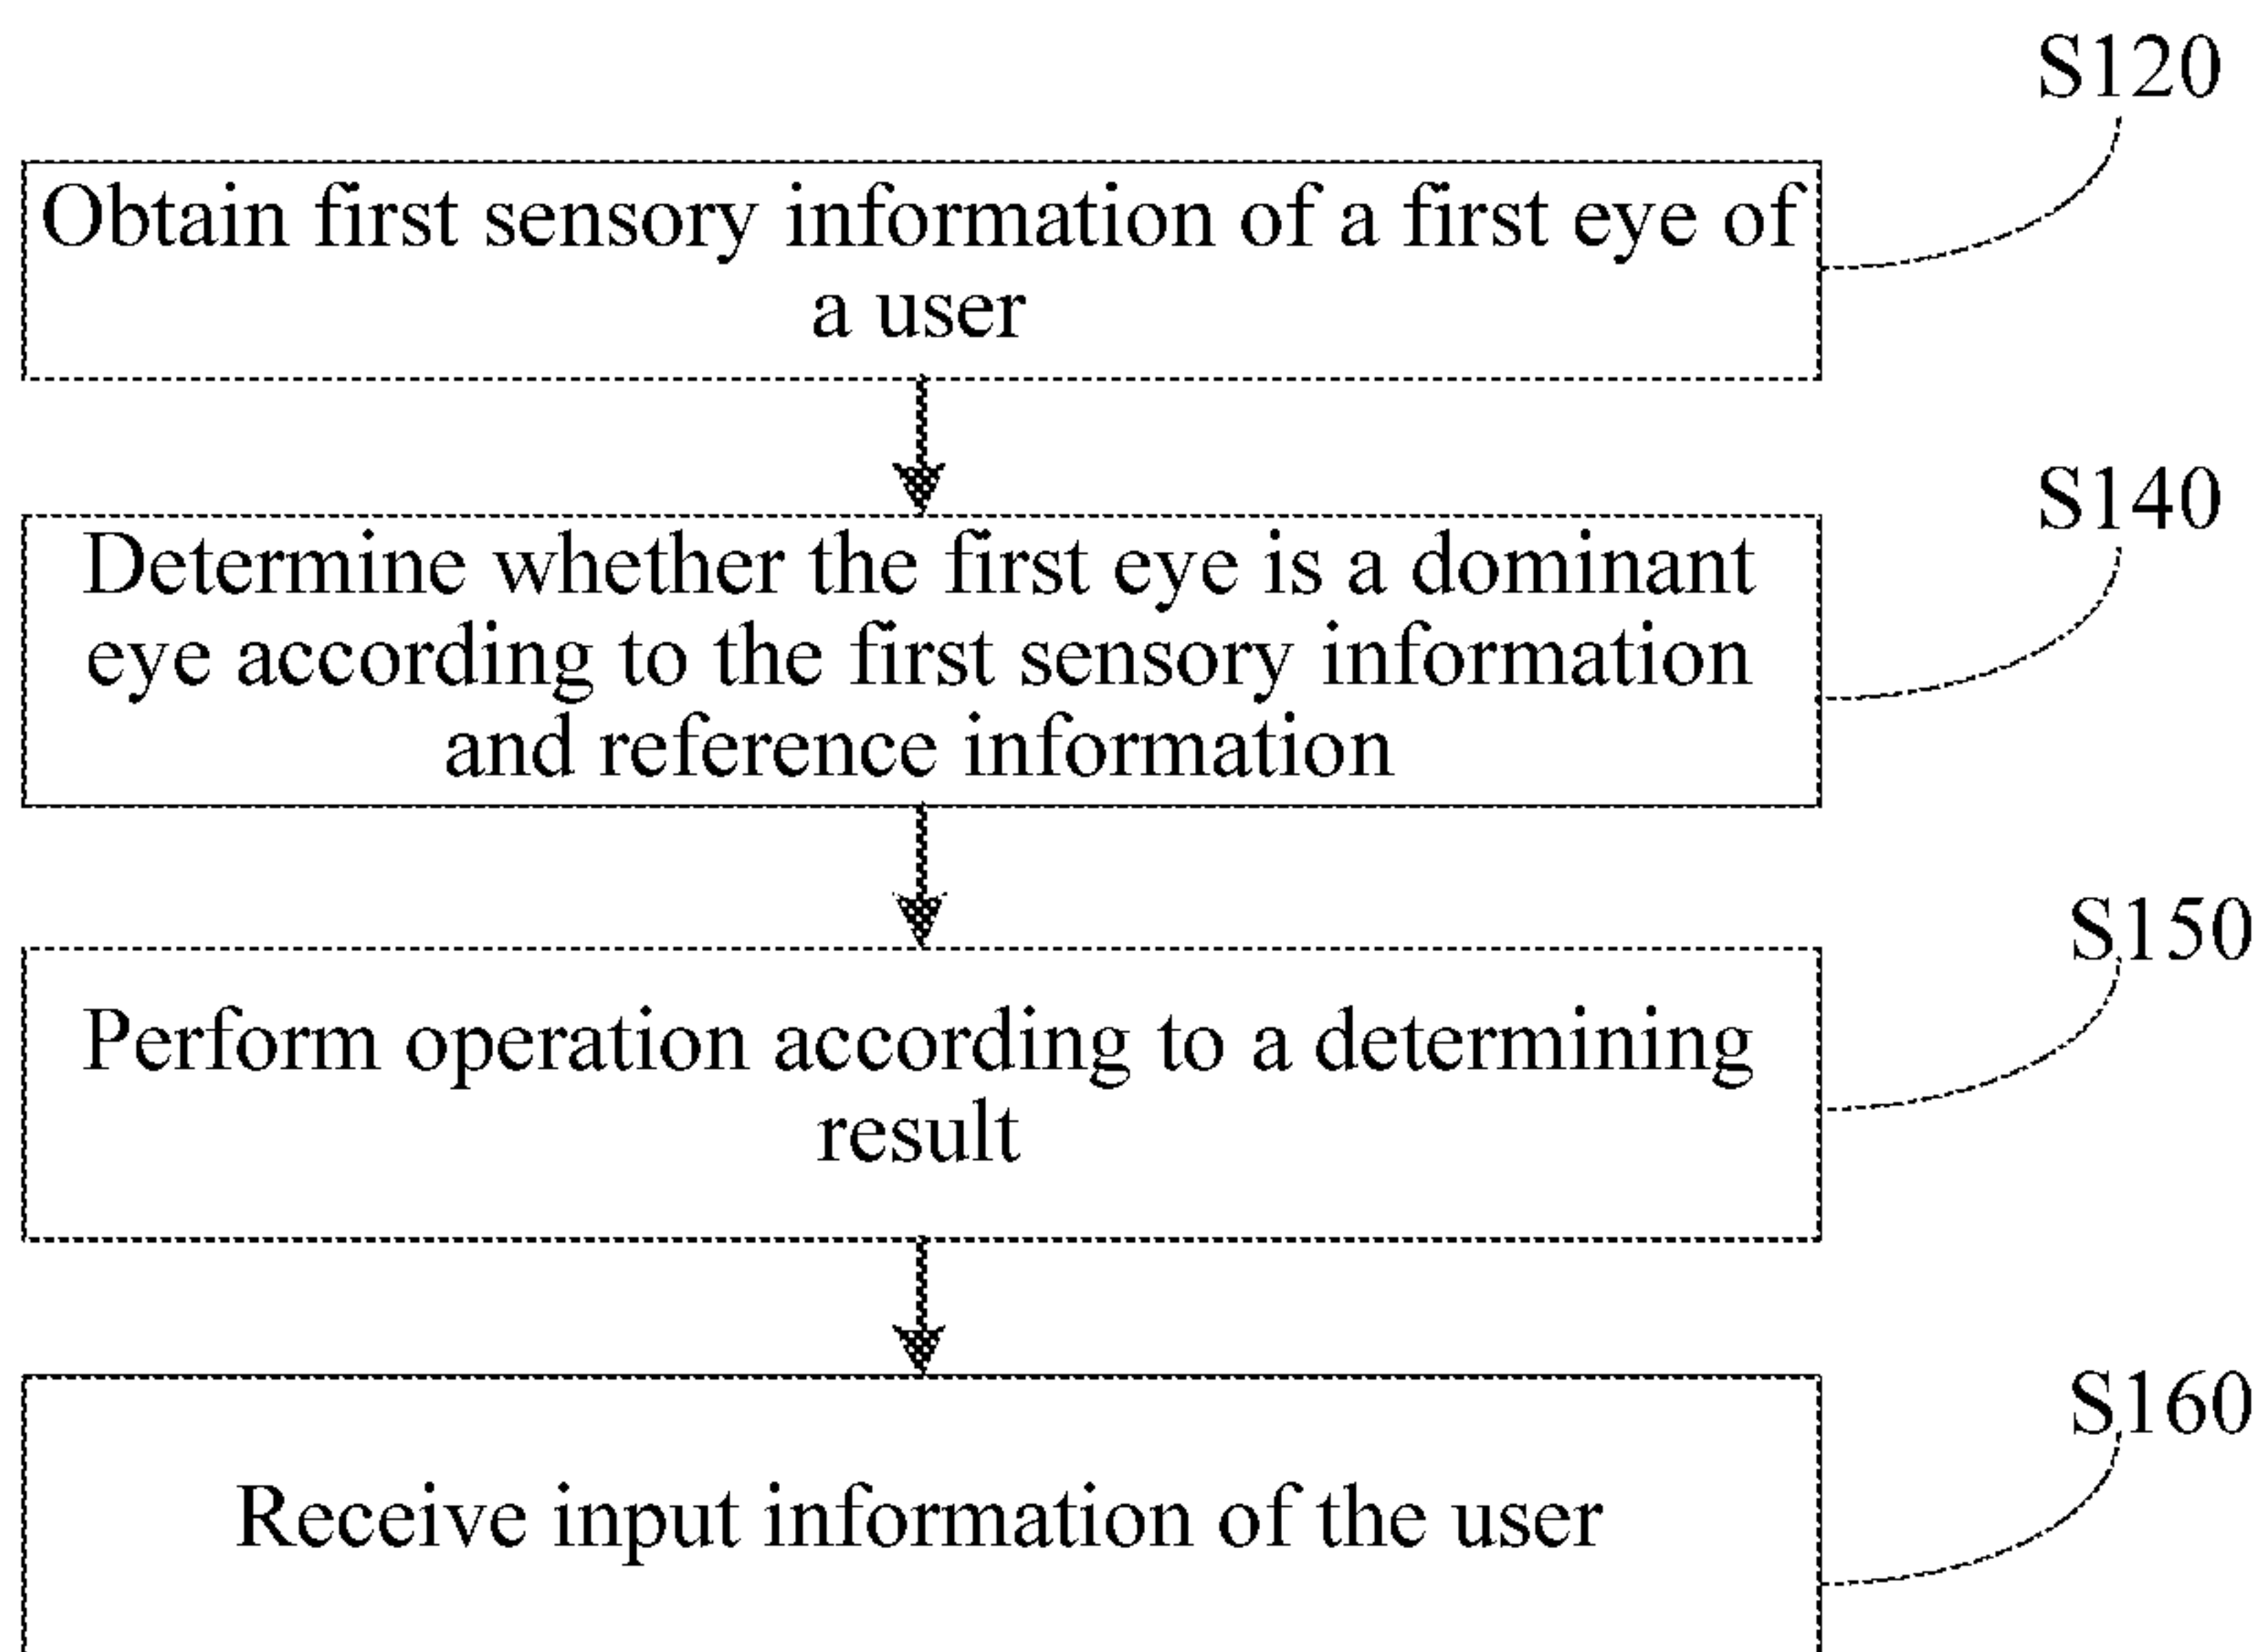 S120
Obtain first sensory information of a first eye of
a user
S140
Determine whether the first eye is a dominant
eye according to the first sensory information
and reference information
S150
Perform operation according to a determining
result
S160
Receive input information of the user